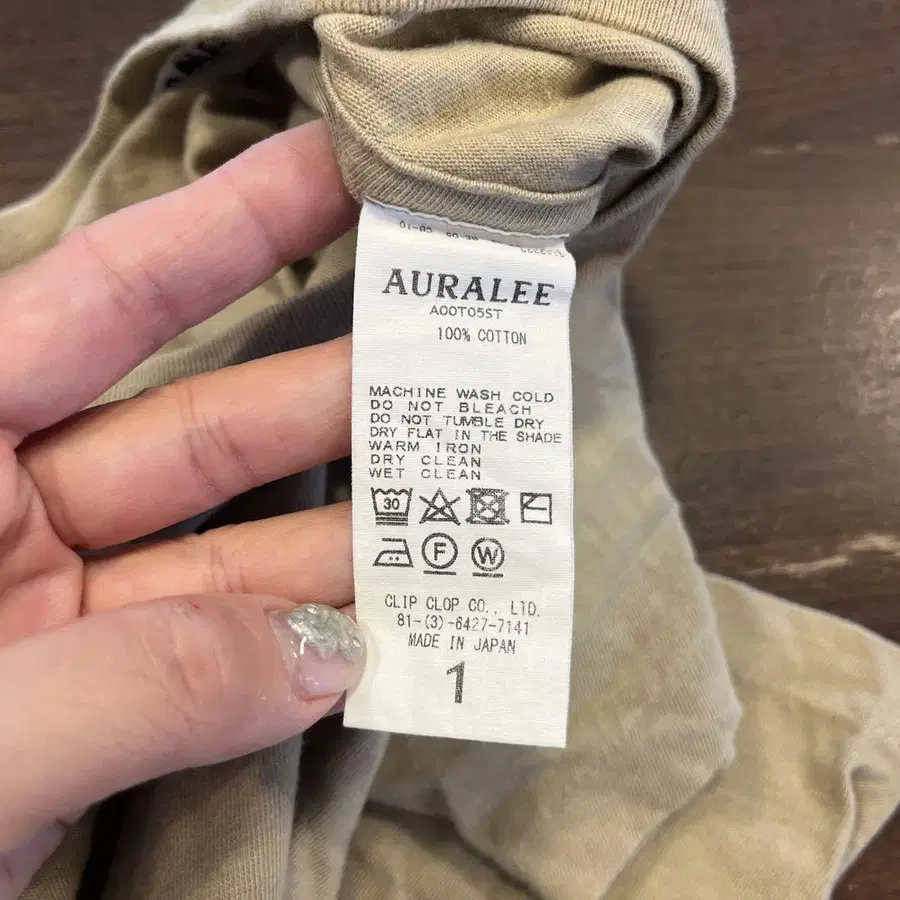 AURALEE
A00T05ST
100% COTTON
MACHINE WASH COLD
DO NOT BLEACH
DO NOT TUMBLE DRY
DRY FLAT IN THE SHADE
WARM IRON
DRY CLEAN
WET CLEAN
30
F
W
CLIP CLOP CO., LTD.
81-(3)-6427-7141
MADE IN JAPAN
1